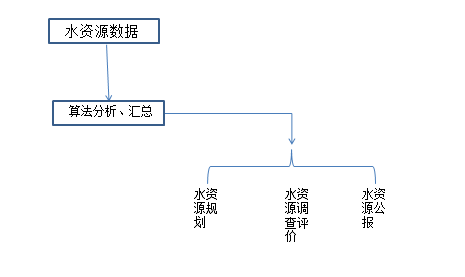 水资源数据
算法分析、汇总
水资
源规
划
水资
源调
查评
价
水资
源公
报